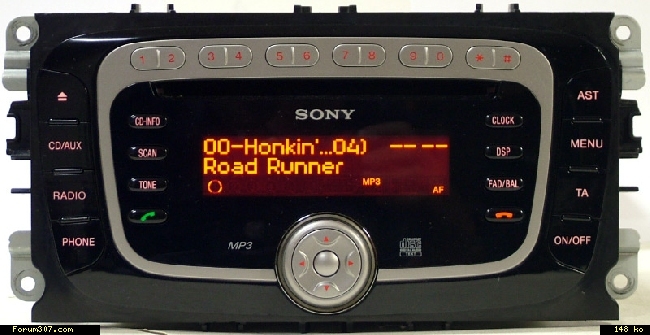 1 2 3 4 5 6 7 8 9 0 * #
SONY
CD-INFO
SCAN
TONE
CLOCK
DSP
FAD/BAL
CD/AUX
RADIO
PHONE
AST
MENU
TA
ON/OFF
00-Honkin'...04) -- --
Road Runner
MP3
AF
MP3
Forum307.com
148 ko